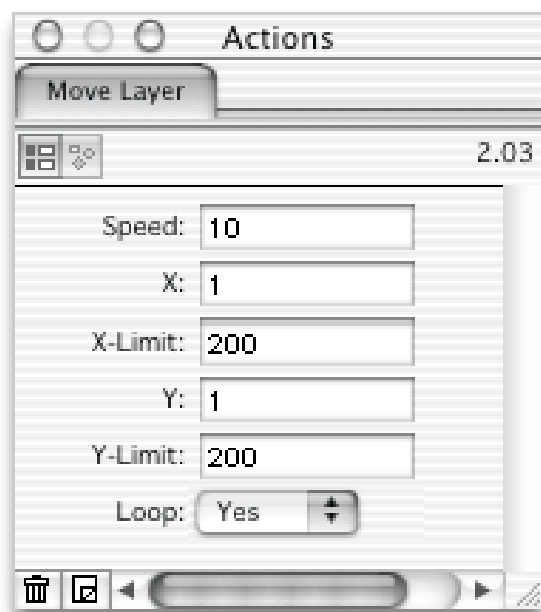 Actions
Move Layer
2.03
Speed: 10
X: 1
X-Limit: 200
Y: 1
Y-Limit: 200
Loop: Yes